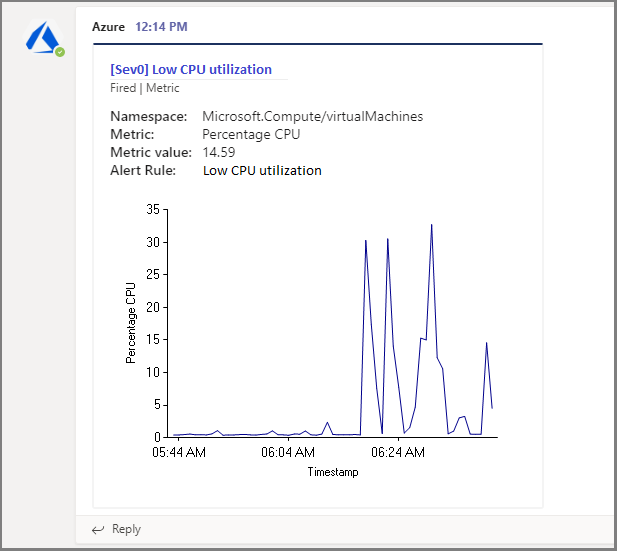 Azure 12:14 PM
[Sev0] Low CPU utilization
Fired | Metric
Namespace: Microsoft.Compute/virtualMachines
Metric: Percentage CPU
Metric value: 14.59
Alert Rule: Low CPU utilization
35
30
25
20
15
10
5
0
Percentage CPU
05:44 AM 06:04 AM 06:24 AM
Timestamp
Reply